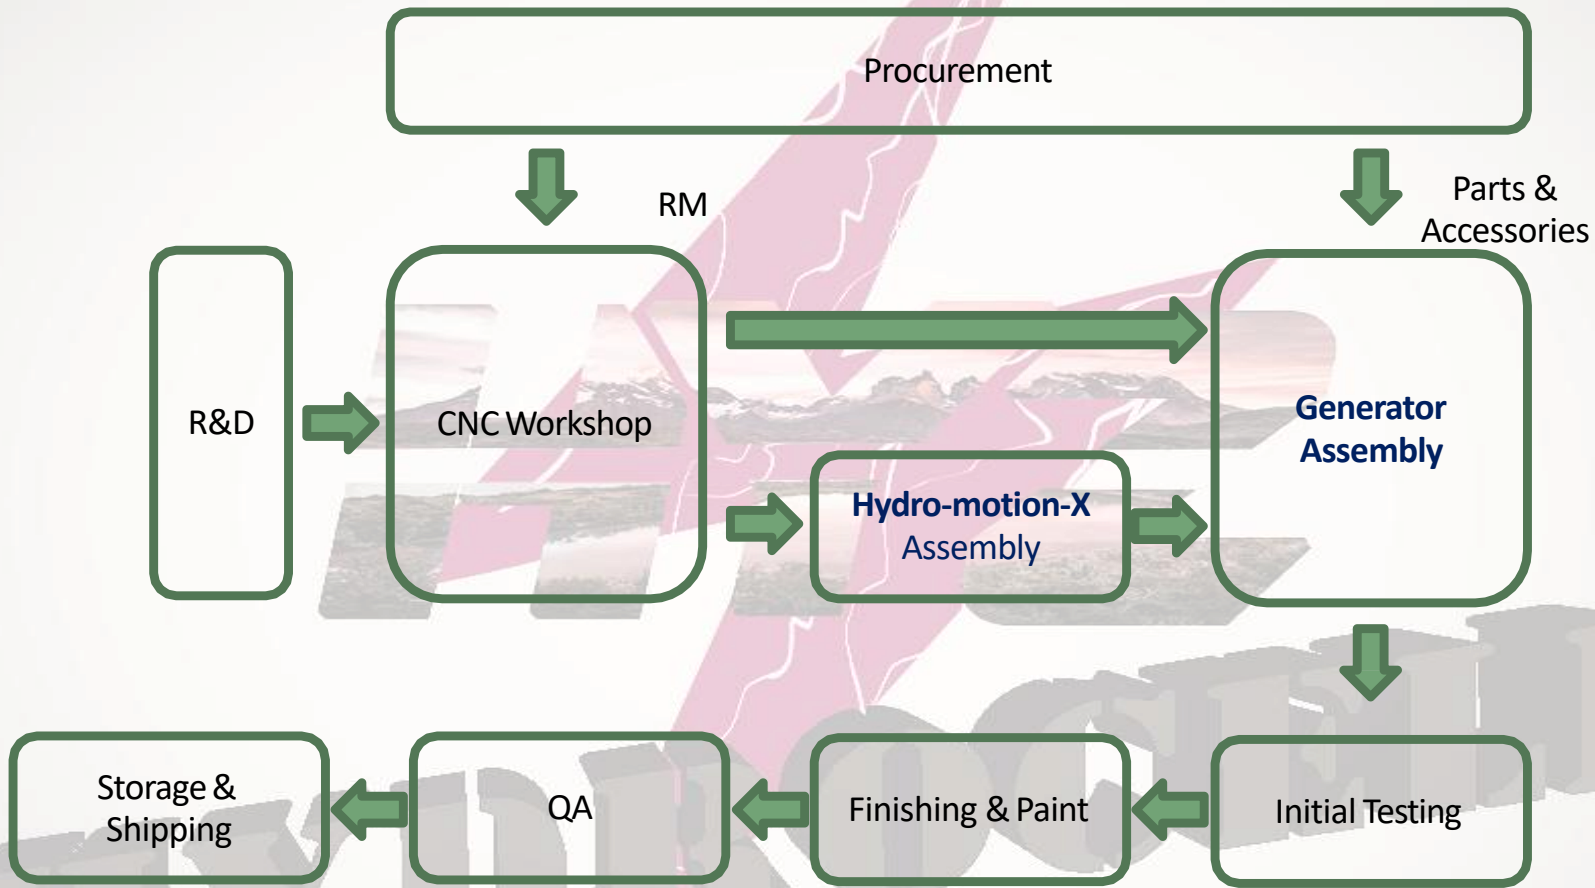 Procurement
RM
Parts &
Accessories
R&D
CNC Workshop
Generator
Assembly
Hydro-motion-X
Assembly
Storage &
Shipping
QA
Finishing & Paint
Initial Testing